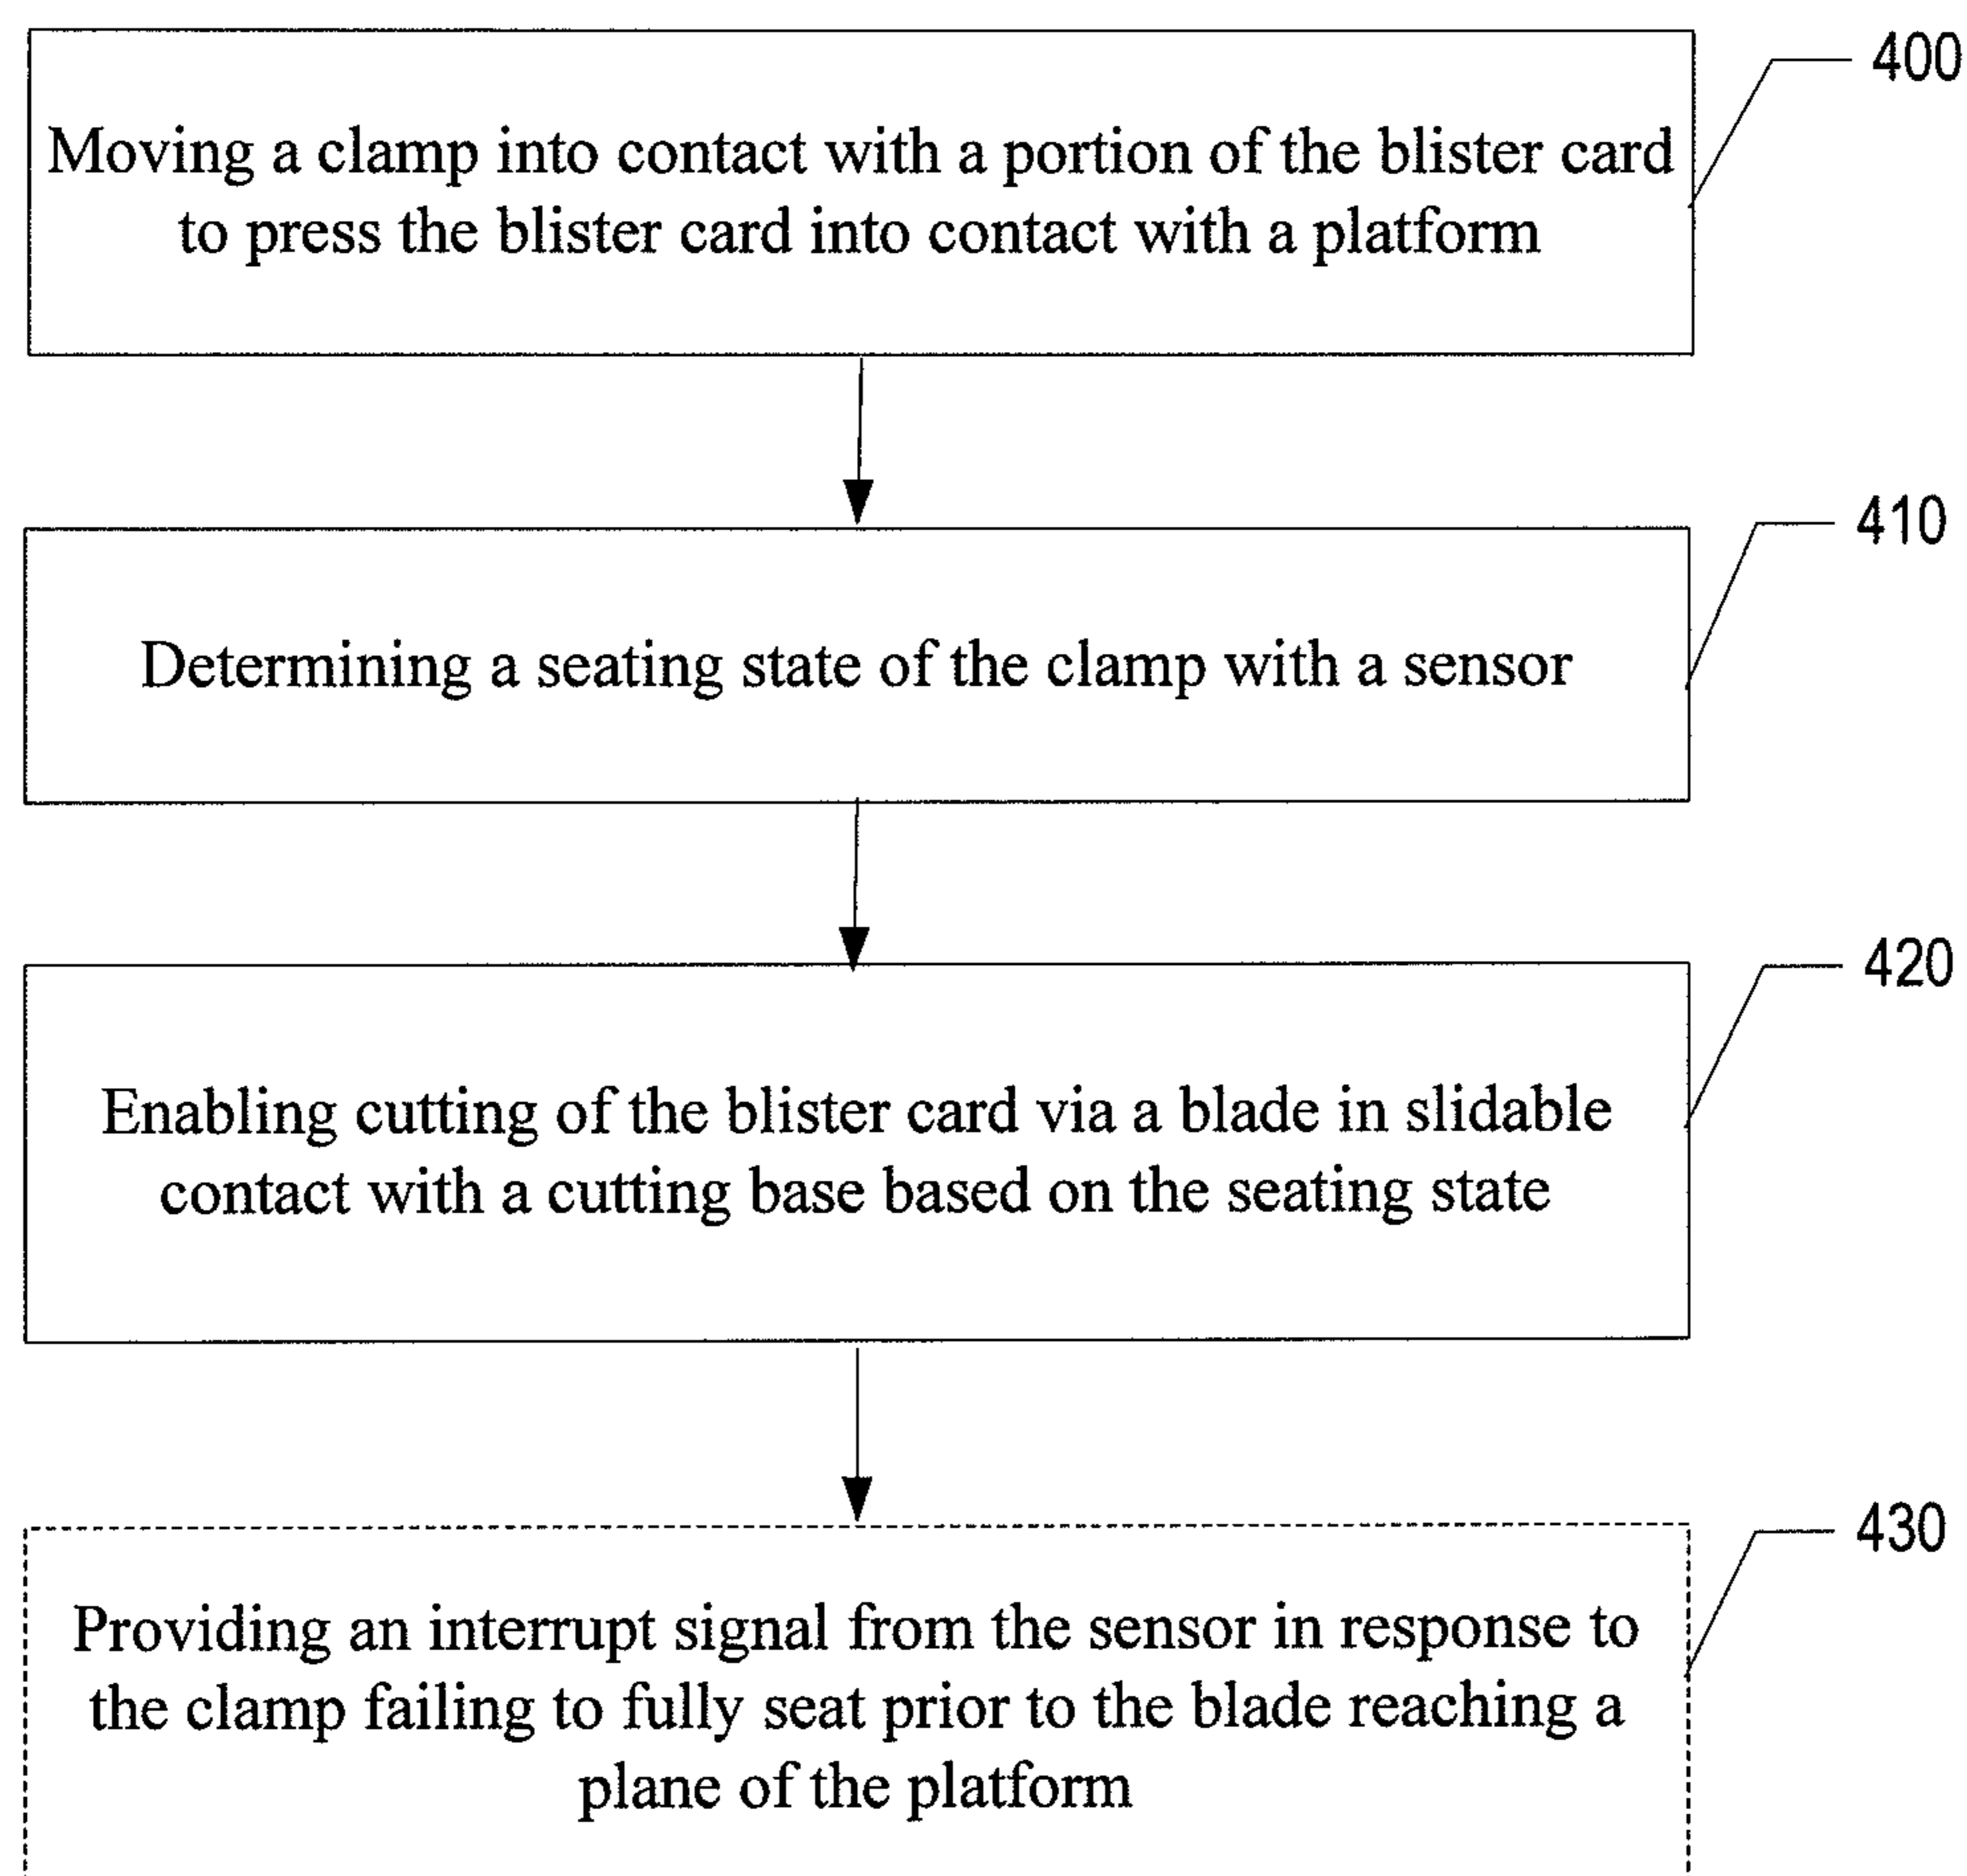 400
Moving a clamp into contact with a portion of the blister card
to press the blister card into contact with a platform
410
Determining a seating state of the clamp with a sensor
420
Enabling cutting of the blister card via a blade in slidable
contact with a cutting base based on the seating state
430
Providing an interrupt signal from the sensor in response to
the clamp failing to fully seat prior to the blade reaching a
plane of the platform